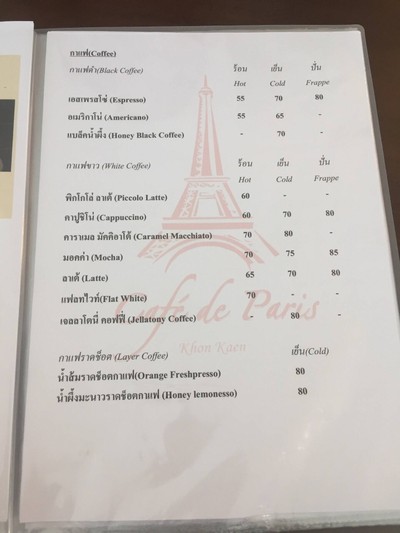 กาแฟ(Coffee)
กาแฟดำ(Black Coffee) ร้อน เย็น ปั่น
Hot Cold Frappe
เอสเพรสโซ่ (Espresso) 55 70 80
อเมริกาโน่ (Americano) 55 65 -
แบล็คน้ำผึ้ง (Honey Black Coffee) - 70 -
กาแฟขาว (White Coffee) ร้อน เย็น ปั่น
Hot Cold Frappe
พิกโกโล่ ลาเต้ (Piccolo Latte) 60 - -
คาปูชิโน่ (Cappuccino) 60 70 80
คาราเมล มัคคิอาโต้ (Caramel Macchiato) 70 80 -
มอคค่า (Mocha) 70 75 85
ลาเต้ (Latte) 65 70 80
แฟลทไวท์(Flat White) 70 - -
เจลลาโตนี่ คอฟฟี่ (Jellatony Coffee) - 80 -
Café de Paris
Khon Kaen
กาแฟราดช็อต (Layer Coffee) เย็น(Cold)
น้ำส้มราดช็อตกาแฟ(Orange Freshpresso) 80
น้ำผึ้งมะนาวราดช็อตกาแฟ (Honey lemonesso) 80